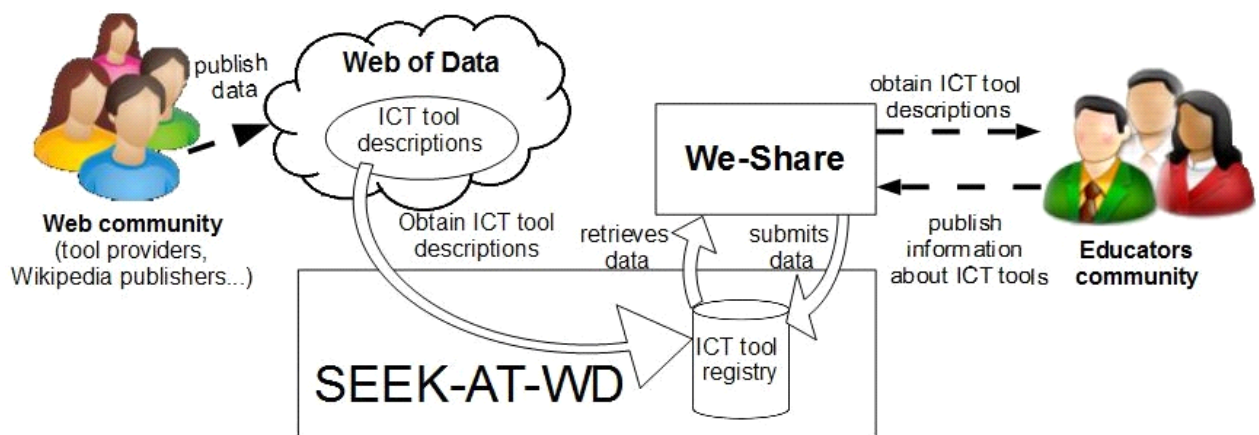 publish
data
Web of Data
ICT tool
descriptions
Web community
(tool providers,
Wikipedia publishers...)
Obtain ICT tool
descriptions
We-Share
obtain ICT tool
descriptions
publish
information
about ICT tools
Educators
community
retrieves
data
submits
data
ICT tool
registry
SEEK-AT-WD